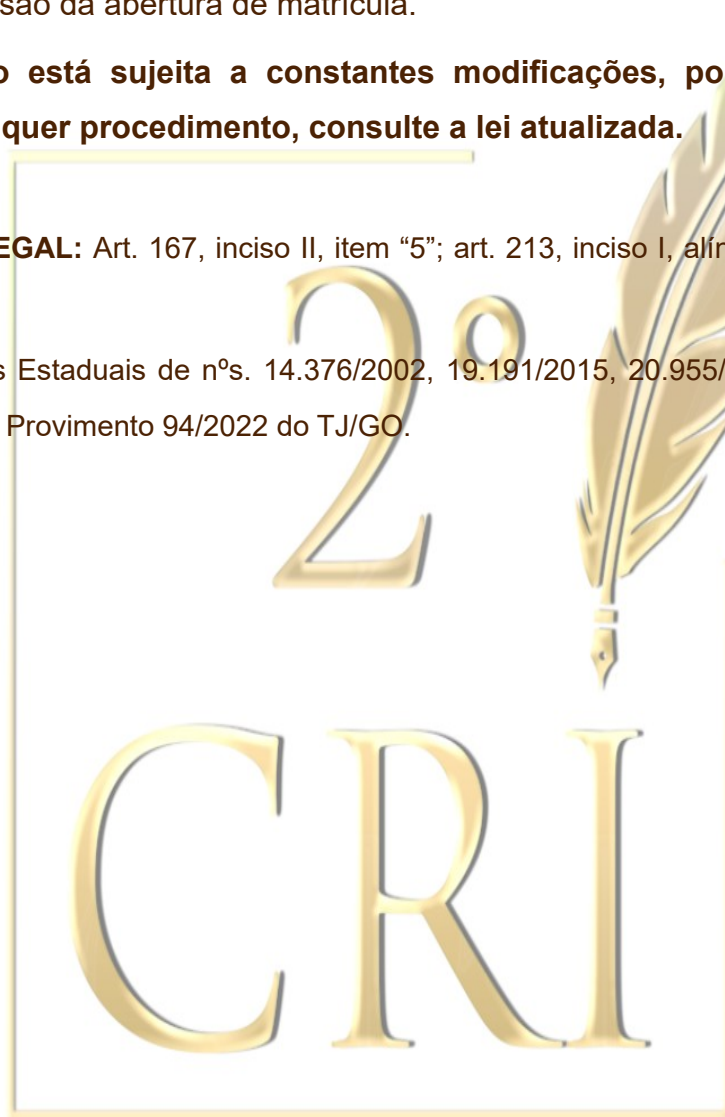 são da abertura de matrícula.
o está sujeita a constantes modificações, po
quer procedimento, consulte a lei atualizada.
EGAL: Art. 167, inciso II, item “5”; art. 213, inciso I, alín
s Estaduais de nºs. 14.376/2002, 19.191/2015, 20.955/
Provimento 94/2022 do TJ/GO.
2º
CRI